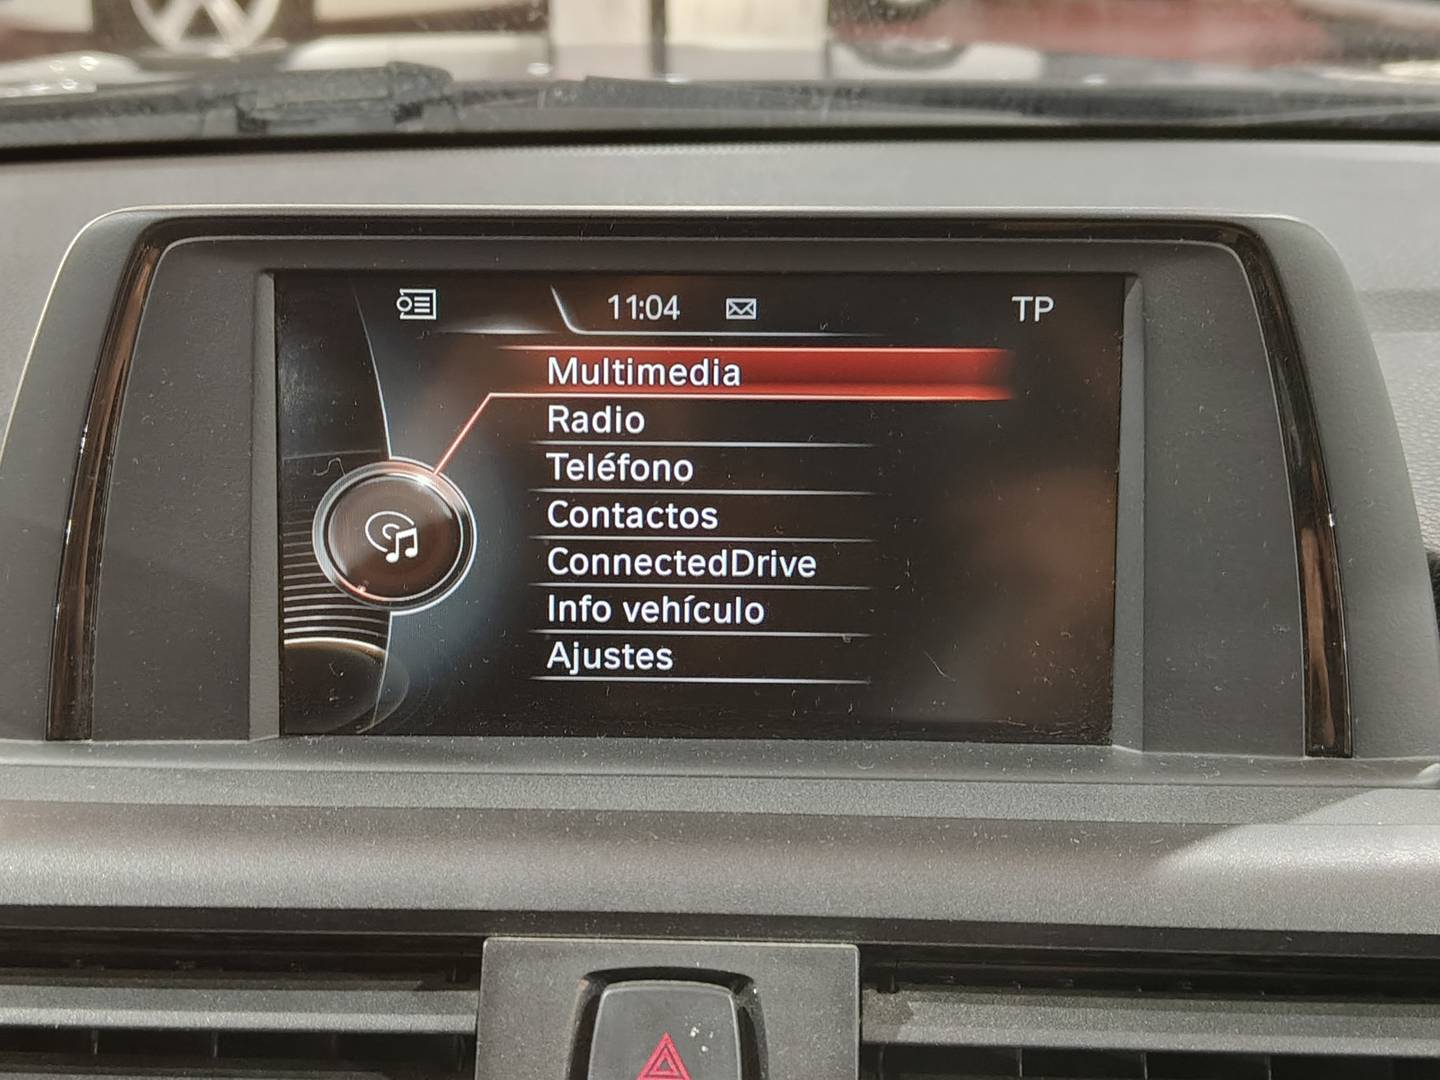 11:04 TP
Multimedia
Radio
Teléfono
Contactos
ConnectedDrive
Info vehículo
Ajustes